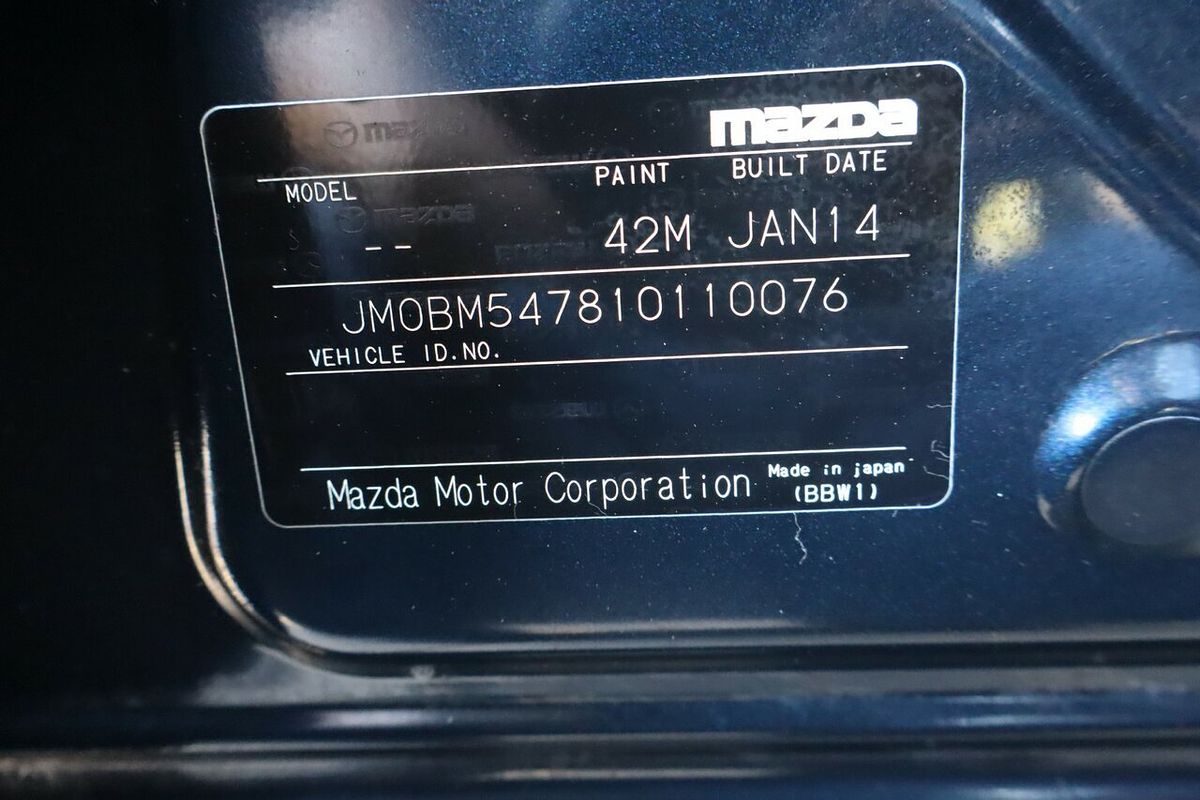 mazda
MODEL PAINT BUILT DATE
-- 42M JAN14
JM0BM547810110076
VEHICLE ID.NO.
Mazda Motor Corporation Made in japan
(BBW1)